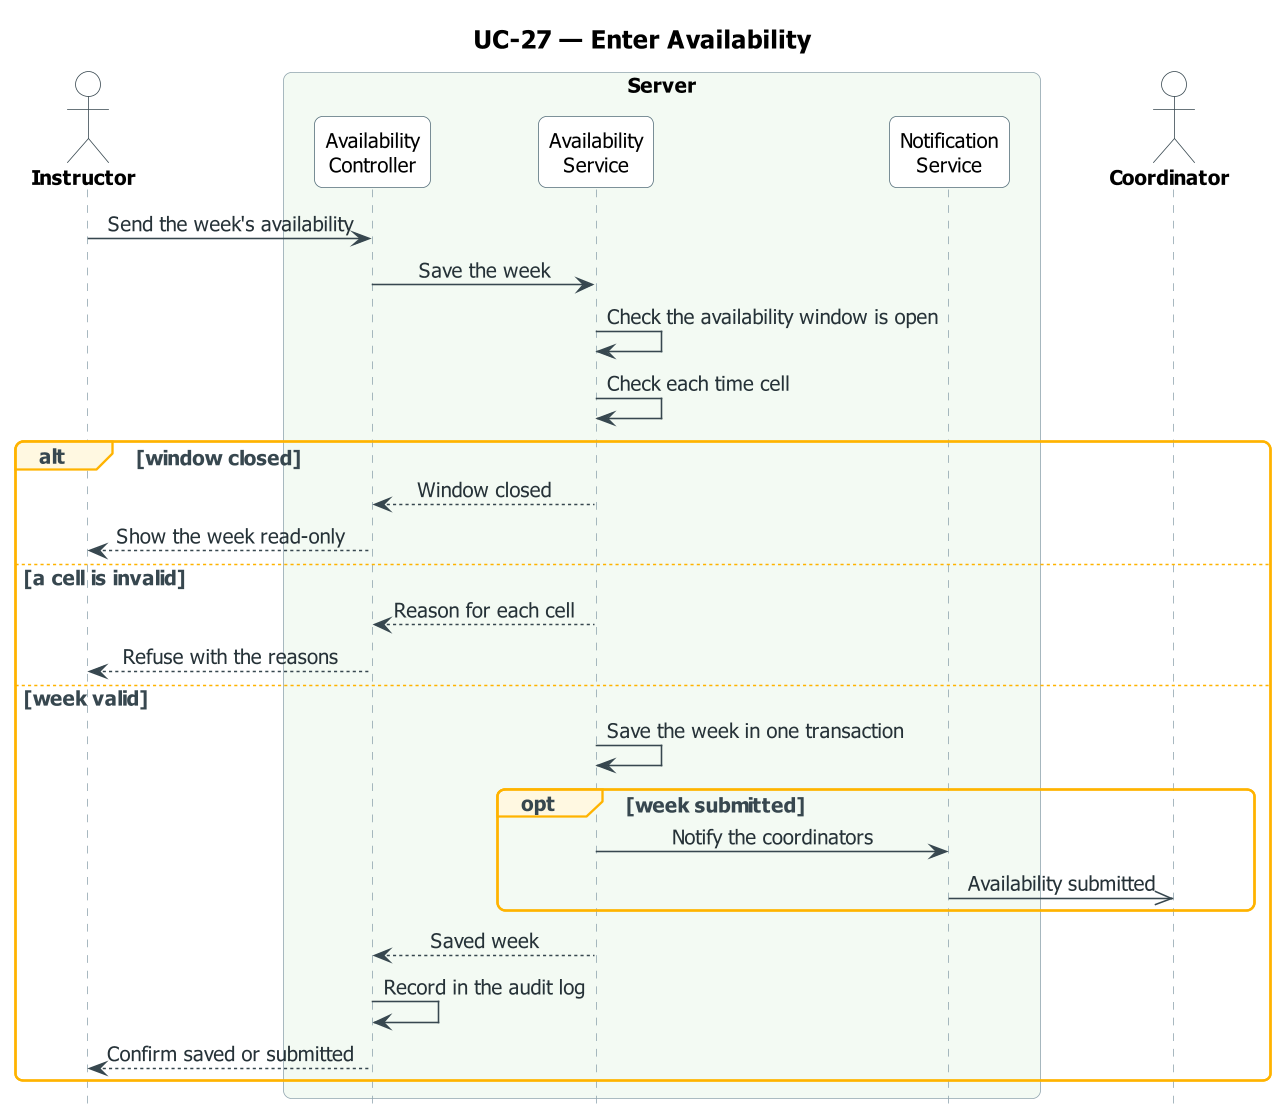 UC-27 — Enter Availability
Server
Instructor
Availability
Controller
Availability
Service
Notification
Service
Coordinator
Send the week's availability
Save the week
Check the availability window is open
Check each time cell
alt [window closed]
Window closed
Show the week read-only
[a cell is invalid]
Reason for each cell
Refuse with the reasons
[week valid]
Save the week in one transaction
opt [week submitted]
Notify the coordinators
Availability submitted
Saved week
Record in the audit log
Confirm saved or submitted